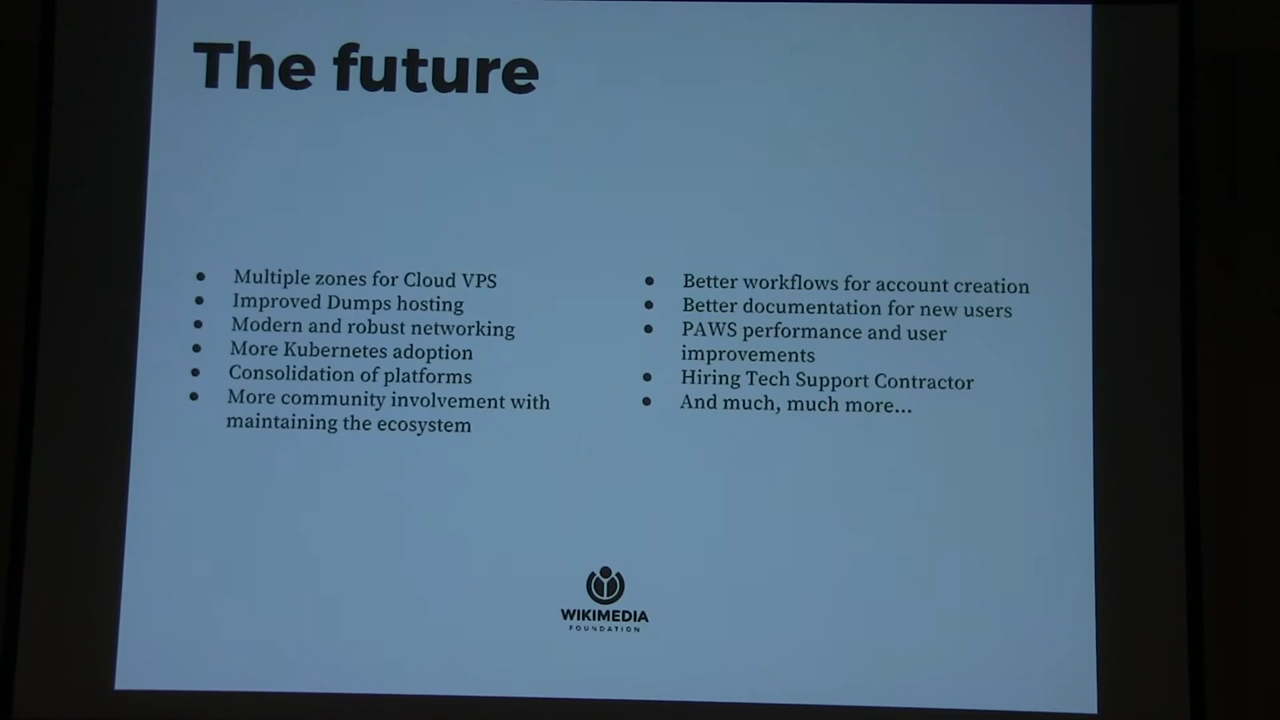 The future
● Multiple zones for Cloud VPS
● Improved Dumps hosting
● Modern and robust networking
● More Kubernetes adoption
● Consolidation of platforms
● More community involvement with
maintaining the ecosystem
● Better workflows for account creation
● Better documentation for new users
● PAWS performance and user
improvements
● Hiring Tech Support Contractor
● And much, much more...
WIKIMEDIA
FOUNDATION